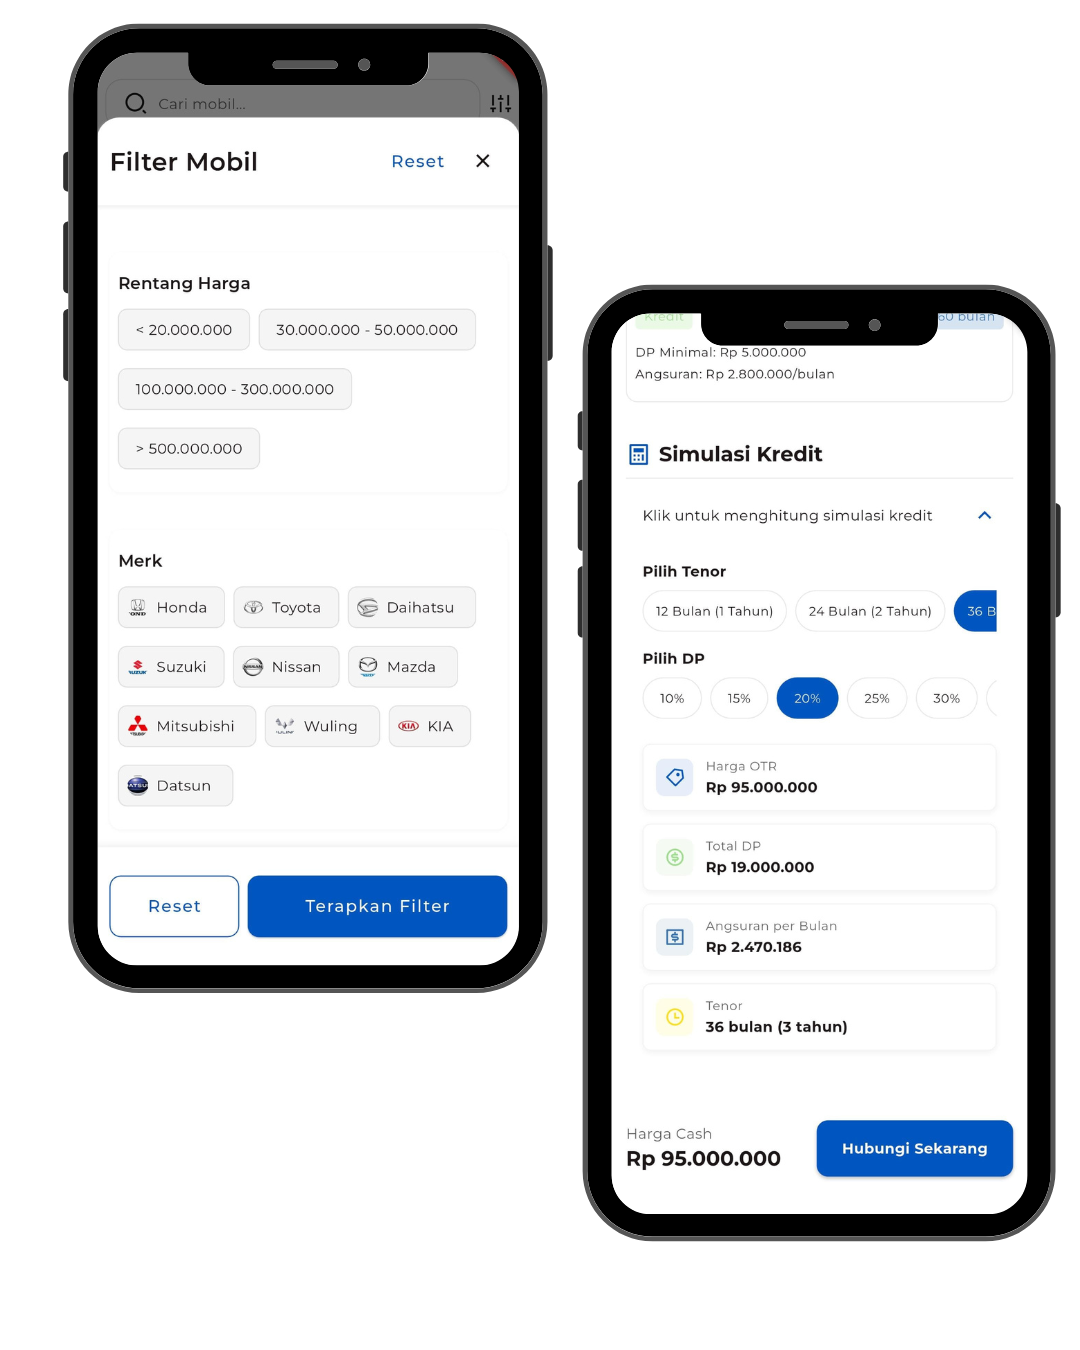 Cari mobil...
Filter Mobil
Reset
Rentang Harga
< 20.000.000
30.000.000 - 50.000.000
100.000.000 - 300.000.000
> 500.000.000
Merk
Honda
Toyota
Daihatsu
Suzuki
Nissan
Mazda
Mitsubishi
Wuling
KIA KIA
Datsun
Reset
Terapkan Filter
Kredit
60 bulan
DP Minimal: Rp 5.000.000
Angsuran: Rp 2.800.000/bulan
Simulasi Kredit
Klik untuk menghitung simulasi kredit
Pilih Tenor
12 Bulan (1 Tahun)
24 Bulan (2 Tahun)
36 B
Pilih DP
10%
15%
20%
25%
30%
Harga OTR
Rp 95.000.000
Total DP
Rp 19.000.000
Angsuran per Bulan
Rp 2.470.186
Tenor
36 bulan (3 tahun)
Harga Cash
Rp 95.000.000
Hubungi Sekarang